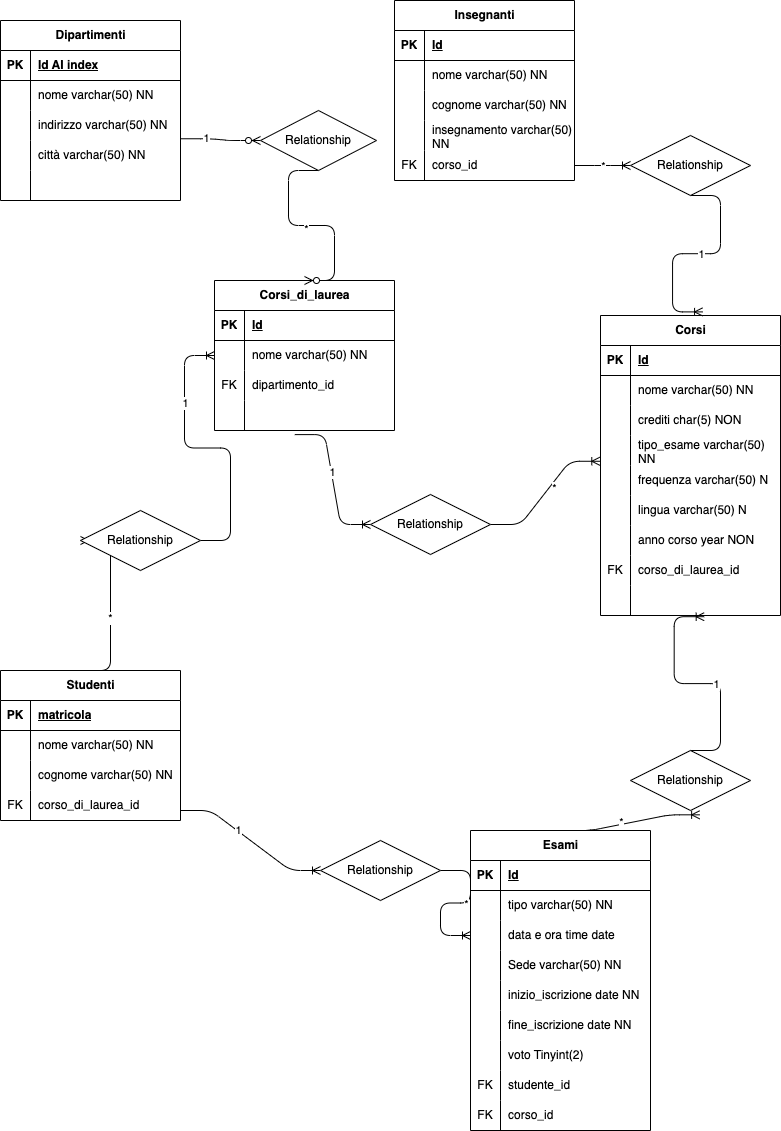 Dipartimenti
PK Id AI index
nome varchar(50) NN
indirizzo varchar(50) NN
città varchar(50) NN
Insegnanti
PK Id
nome varchar(50) NN
cognome varchar(50) NN
insegnamento varchar(50)
NN
FK corso_id
1
Relationship
*
Relationship
*
1
Corsi_di_laurea
PK Id
nome varchar(50) NN
FK dipartimento_id
Corsi
PK Id
nome varchar(50) NN
crediti char(5) NON
tipo_esame varchar(50)
NN
frequenza varchar(50) N
lingua varchar(50) N
anno corso year NON
FK corso_di_laurea_id
1
1
*
Relationship
Relationship
*
Studenti
PK matricola
nome varchar(50) NN
cognome varchar(50) NN
FK corso_di_laurea_id
1
Relationship
*
1
Relationship
*
Esami
PK Id
tipo varchar(50) NN
data e ora time date
Sede varchar(50) NN
inizio_iscrizione date NN
fine_iscrizione date NN
voto Tinyint(2)
FK studente_id
FK corso_id